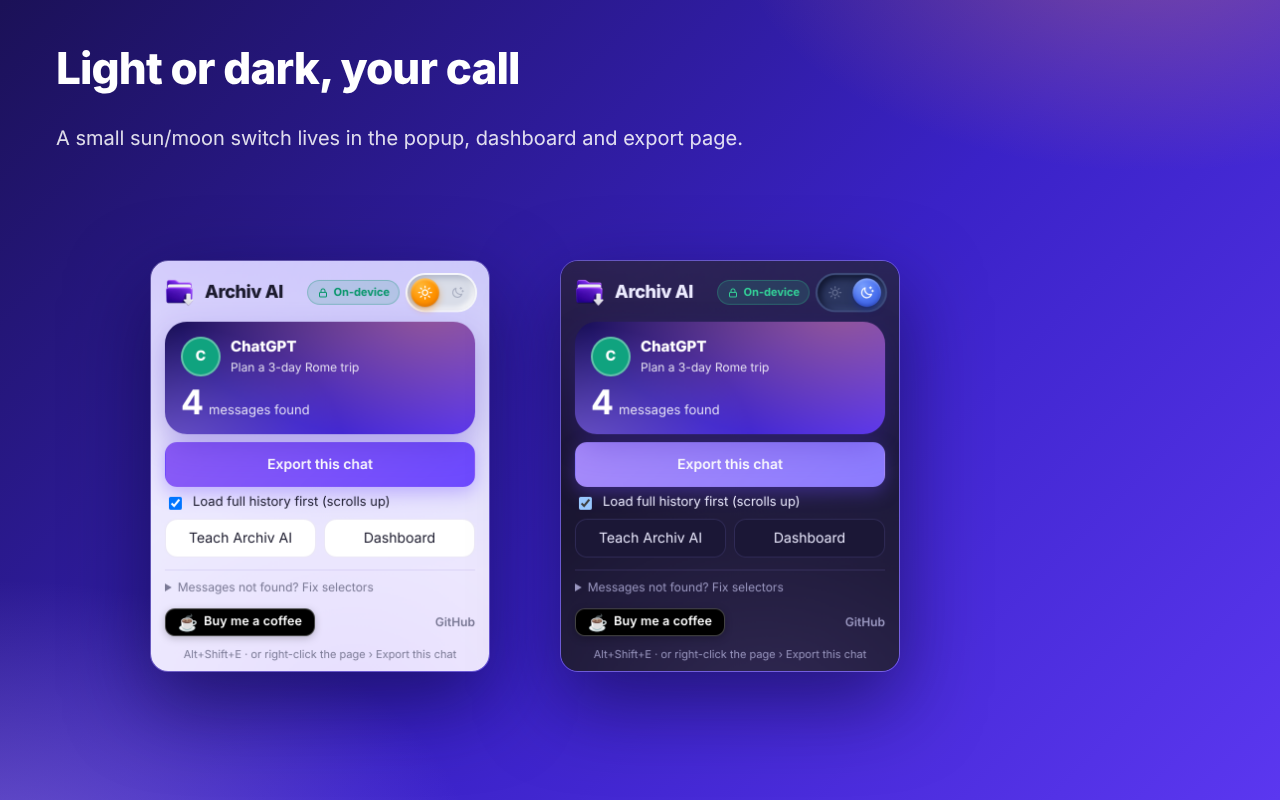 Light or dark, your call
A small sun/moon switch lives in the popup, dashboard and export page.
Archiv AI
On-device
C
ChatGPT
Plan a 3-day Rome trip
4 messages found
Export this chat
Load full history first (scrolls up)
Teach Archiv AI
Dashboard
Messages not found? Fix selectors
Buy me a coffee
GitHub
Alt+Shift+E · or right-click the page › Export this chat
Archiv AI
On-device
C
ChatGPT
Plan a 3-day Rome trip
4 messages found
Export this chat
Load full history first (scrolls up)
Teach Archiv AI
Dashboard
Messages not found? Fix selectors
Buy me a coffee
GitHub
Alt+Shift+E · or right-click the page › Export this chat